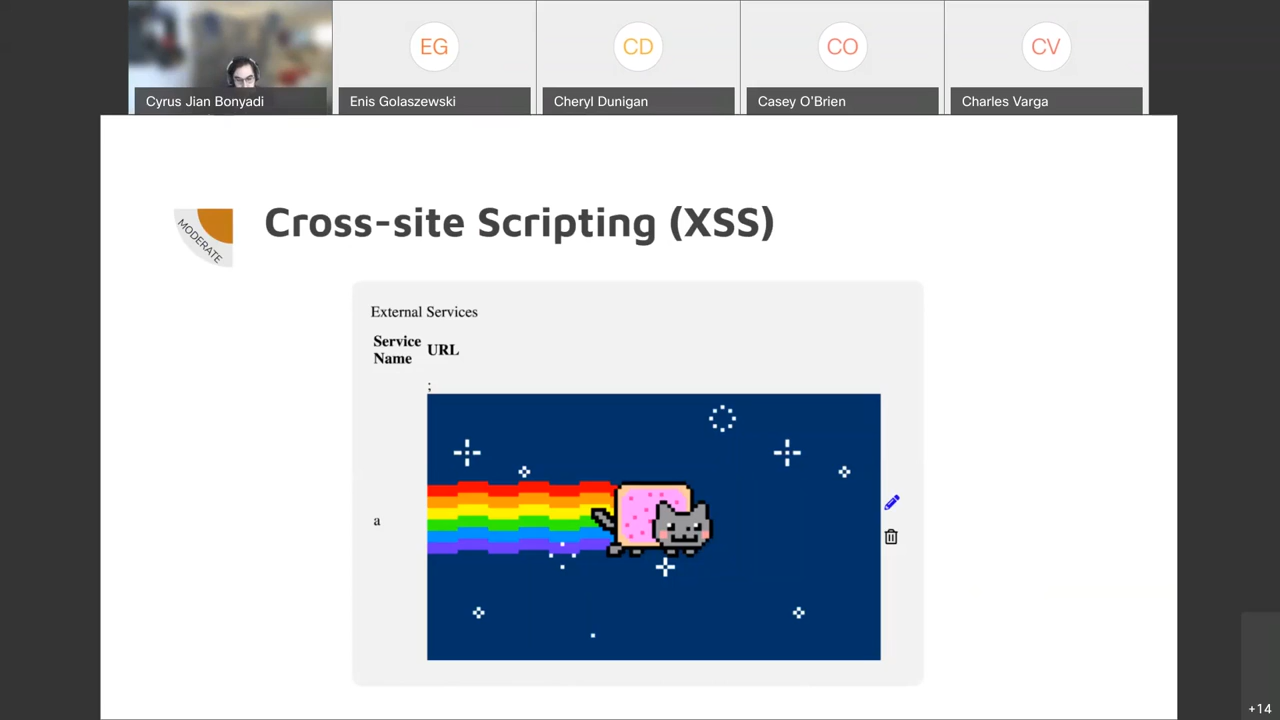 EG
CD
CO
CV
Cyrus Jian Bonyadi
Enis Golaszewski
Cheryl Dunigan
Casey O'Brien
Charles Varga
MODERATE
Cross-site Scripting (XSS)
External Services
Service
Name
URL
;
a
+14